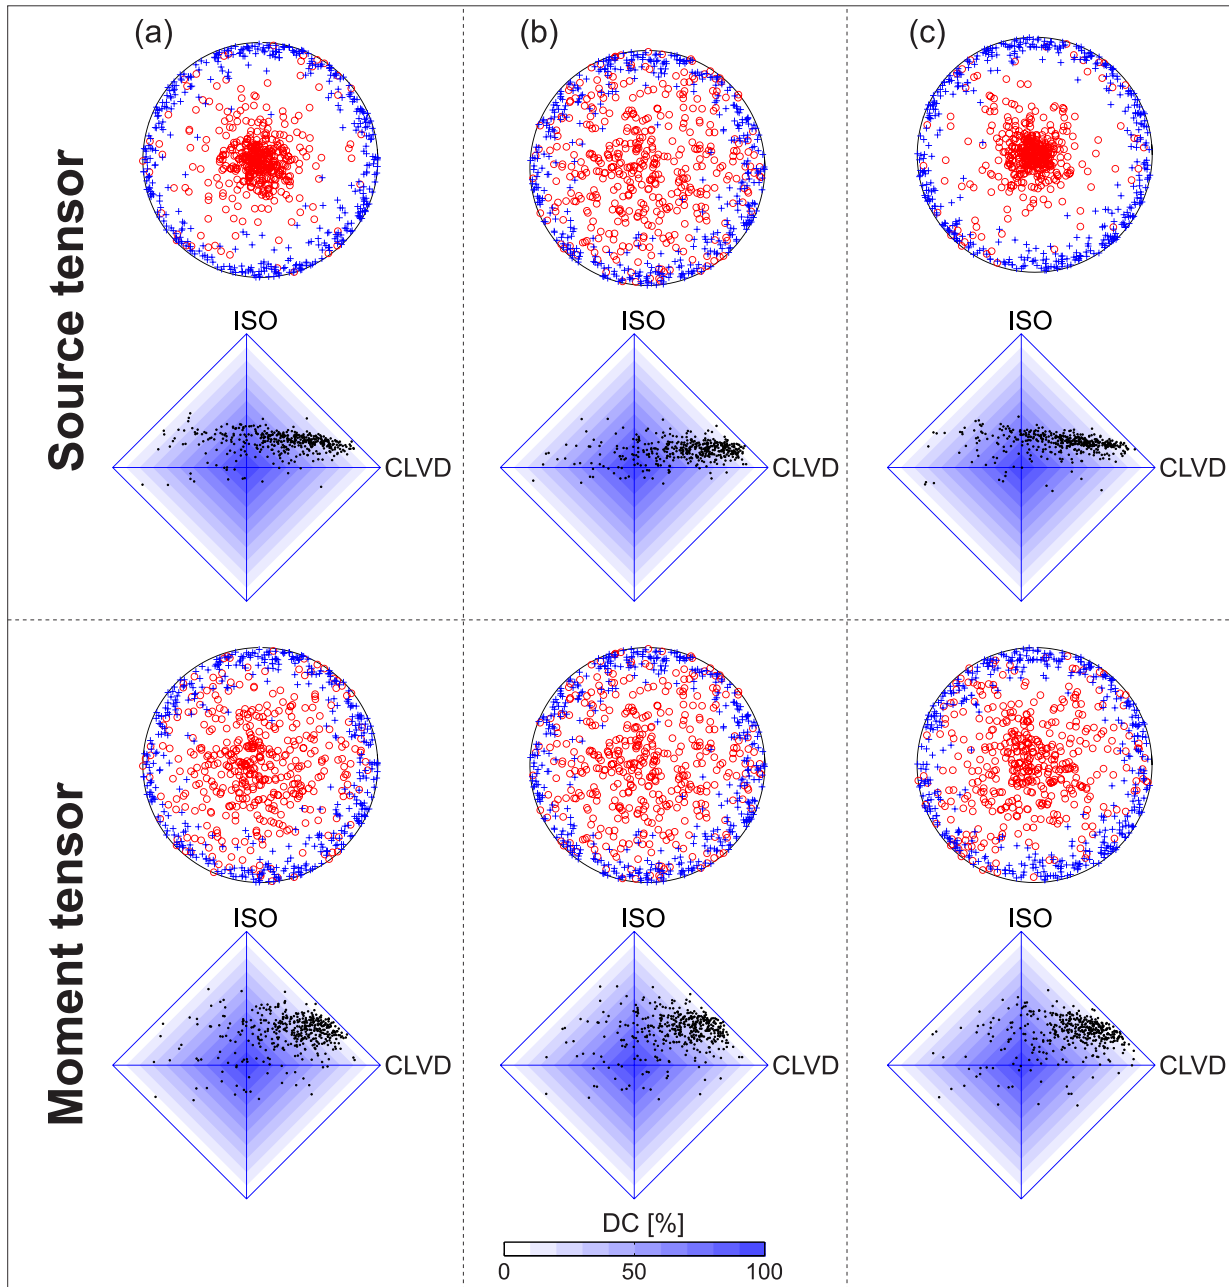 (a)
(b)
(c)
Source tensor
ISO
ISO
ISO
CLVD
CLVD
CLVD
Moment tensor
ISO
ISO
ISO
CLVD
CLVD
CLVD
DC [%]
0
50
100